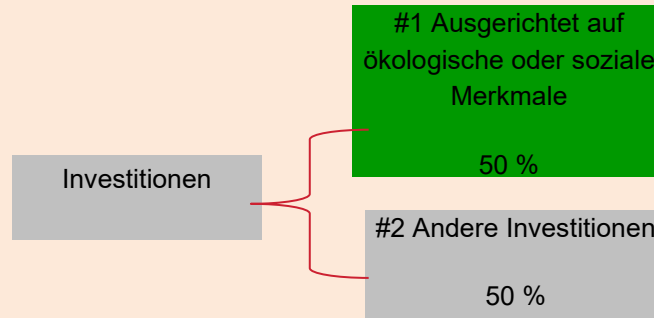 #1 Ausgerichtet auf
ökologische oder soziale
Merkmale
50 %
Investitionen
#2 Andere Investitionen
50 %